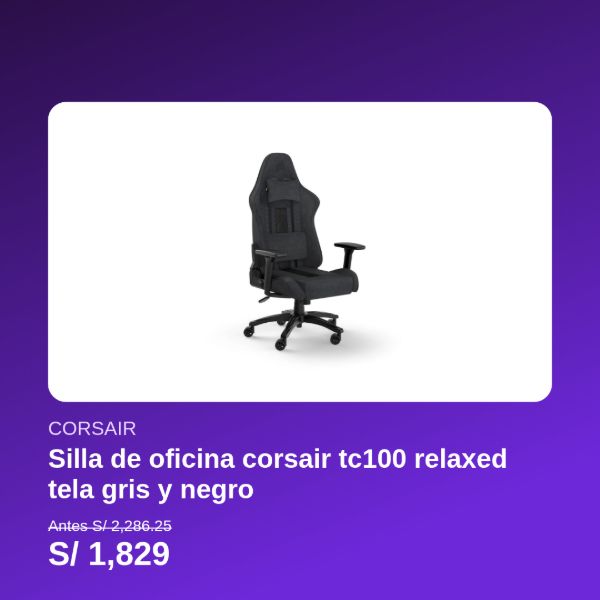 CORSAIR
Silla de oficina corsair tc100 relaxed
tela gris y negro
Antes S/ 2,286.25
S/ 1,829